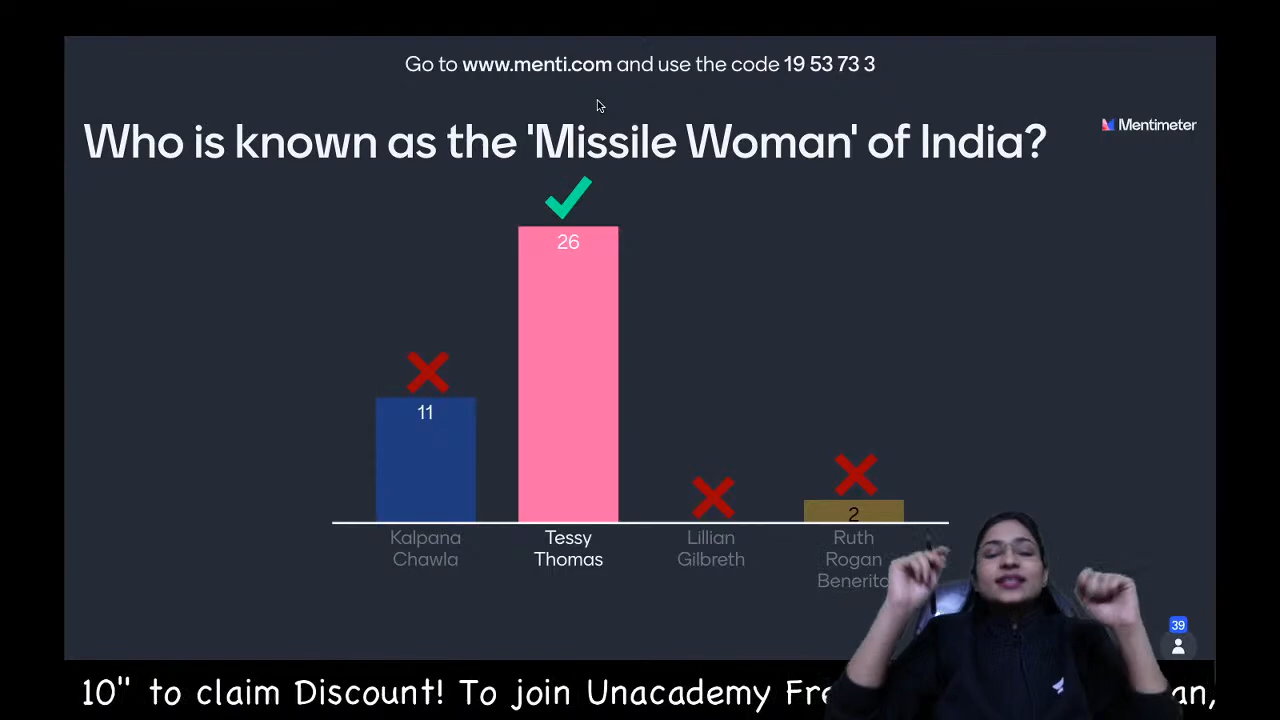 Go to www.menti.com and use the code 19 53 73 3
Mentimeter
Who is known as the 'Missile Woman' of India?
26
11
2
Kalpana
Chawla
Tessy
Thomas
Lillian
Gilbreth
Ruth
Rogan
39
10" to claim Discount! To join Unacademy